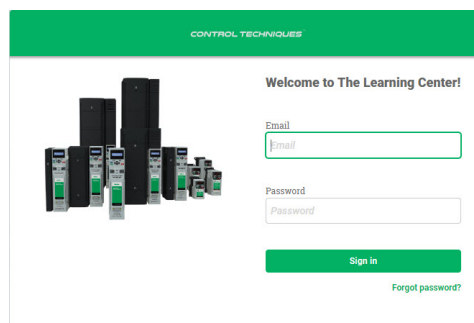 CONTROL TECHNIQUES
Welcome to The Learning Center!
Email
Email
Password
Password
Sign in
Forgot password?